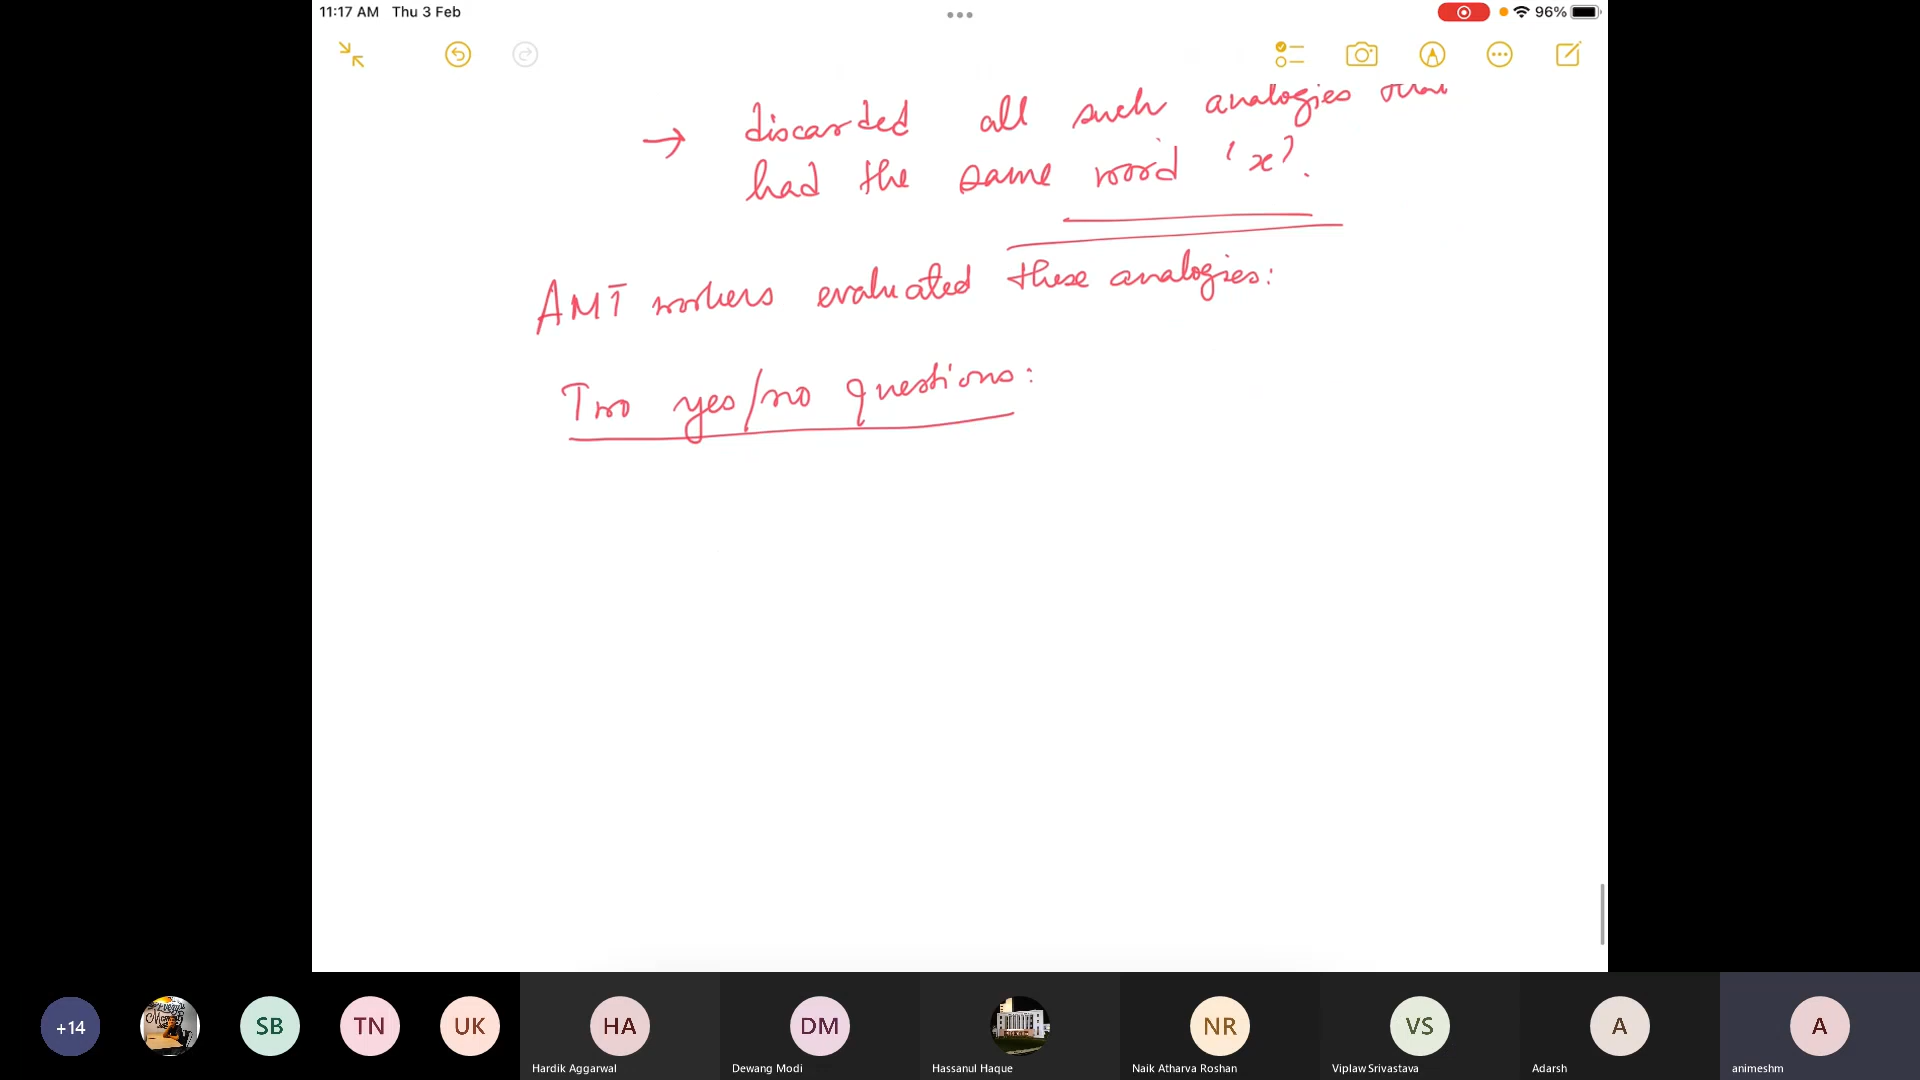 11:17 AM Thu 3 Feb
96%
→ discarded all such analogies that
had the same word 'x'.
AMT workers evaluated these analogies:
Two yes/no questions:
+14
SB
TN
UK
HA
DM
NR
VS
A
A
Hardik Aggarwal
Dewang Modi
Hassanul Haque
Naik Atharva Roshan
Viplaw Srivastava
Adarsh
animeshm